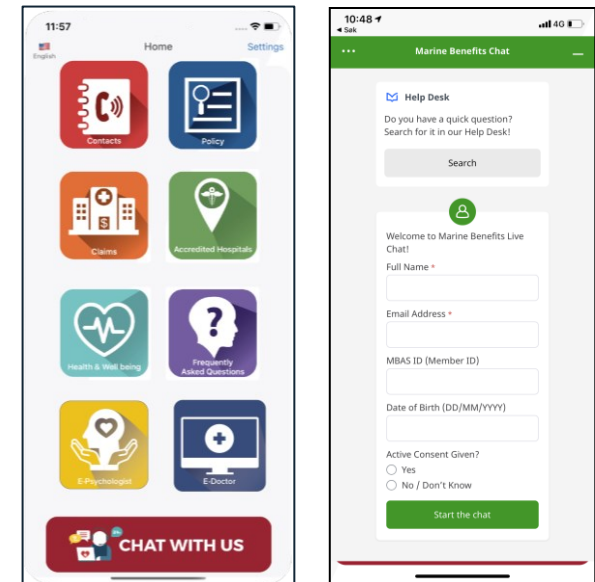 11:57
Home
Settings
English
Contacts
Policy
Claims
Accredited Hospitals
Health & Well being
Frequently
Asked Questions
E-Psychologist
E-Doctor
CHAT WITH US
10:48
Søk
4G
Marine Benefits Chat
Help Desk
Do you have a quick question?
Search for it in our Help Desk!
Search
Welcome to Marine Benefits Live
Chat!
Full Name *
Email Address *
MBAS ID (Member ID)
Date of Birth (DD/MM/YYYY)
Active Consent Given?
Yes
No / Don't Know
Start the chat